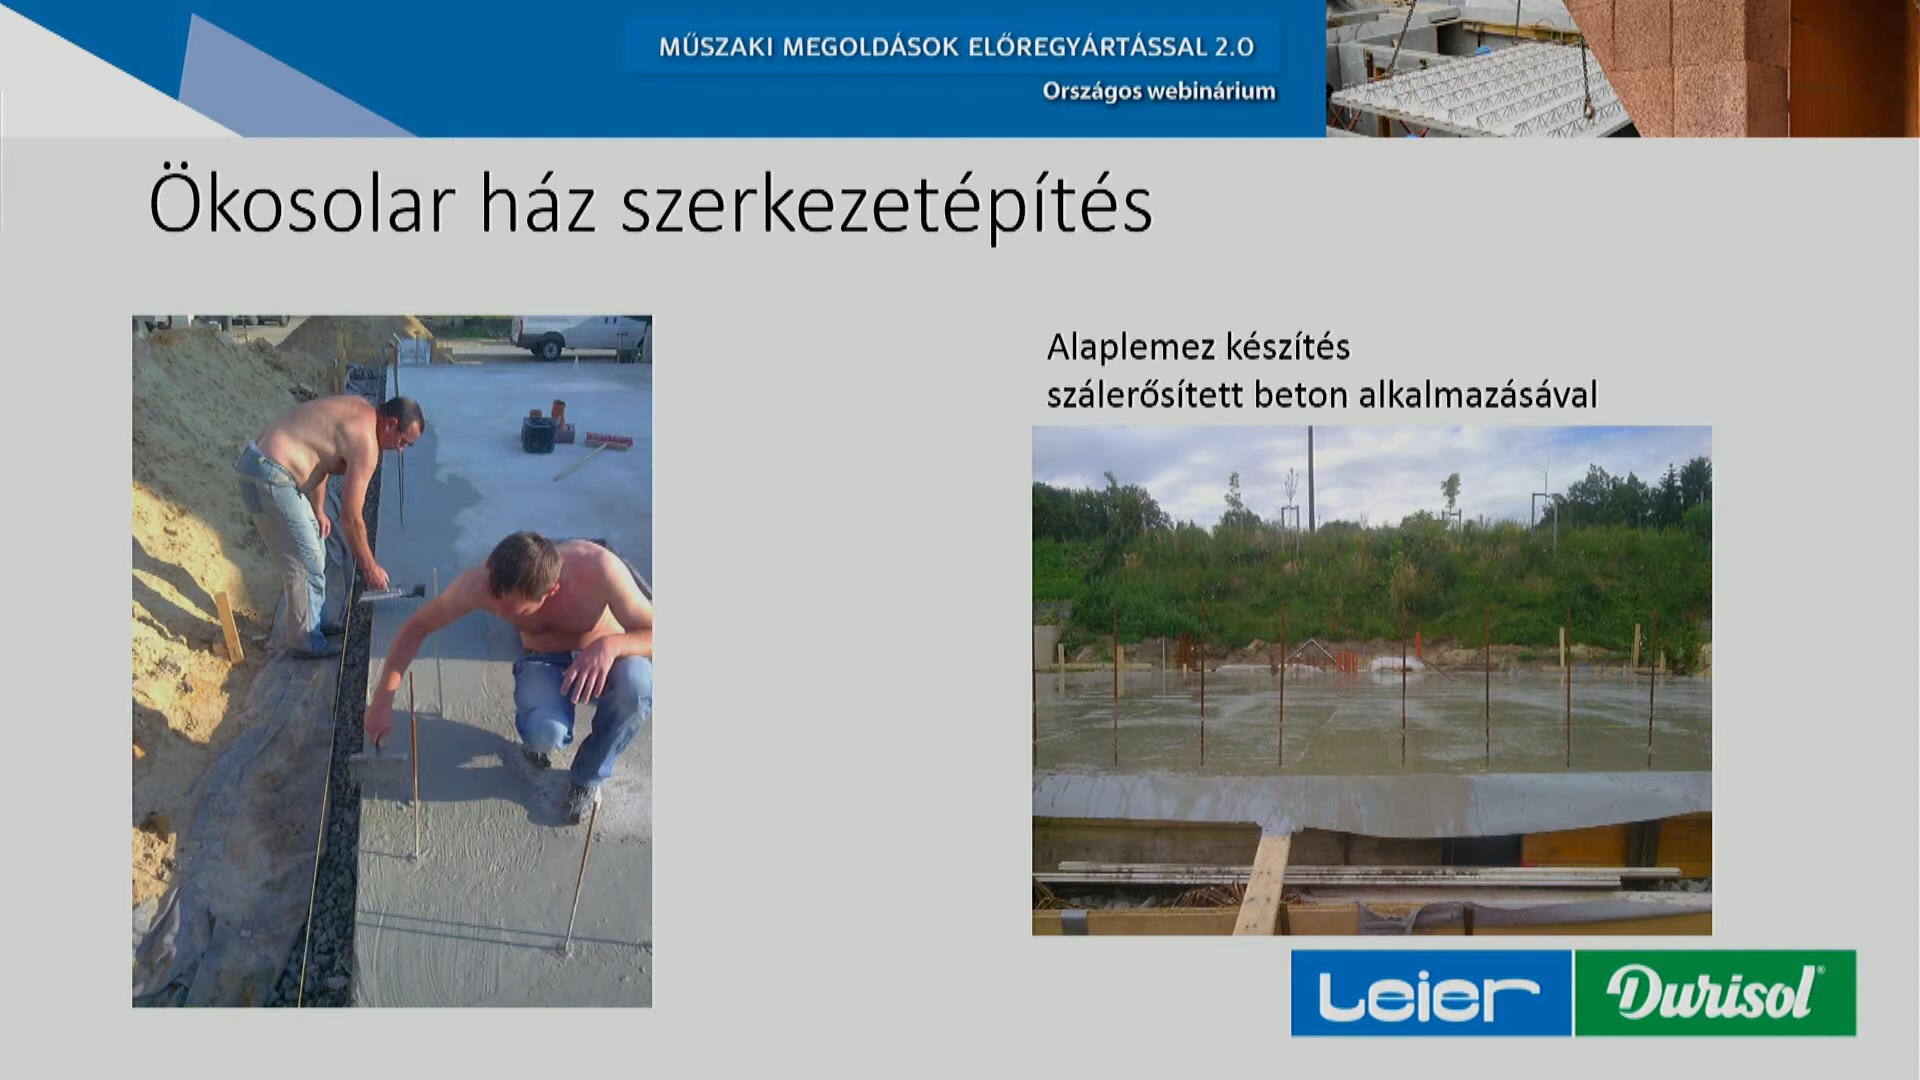 MŰSZAKI MEGOLDÁSOK ELŐREGYÁRTÁSSAL 2.0
Országos webinárium
Ökosolar ház szerkezetépítés
Alaplemez készítés
szálerősített beton alkalmazásával
Leier
Durisol®